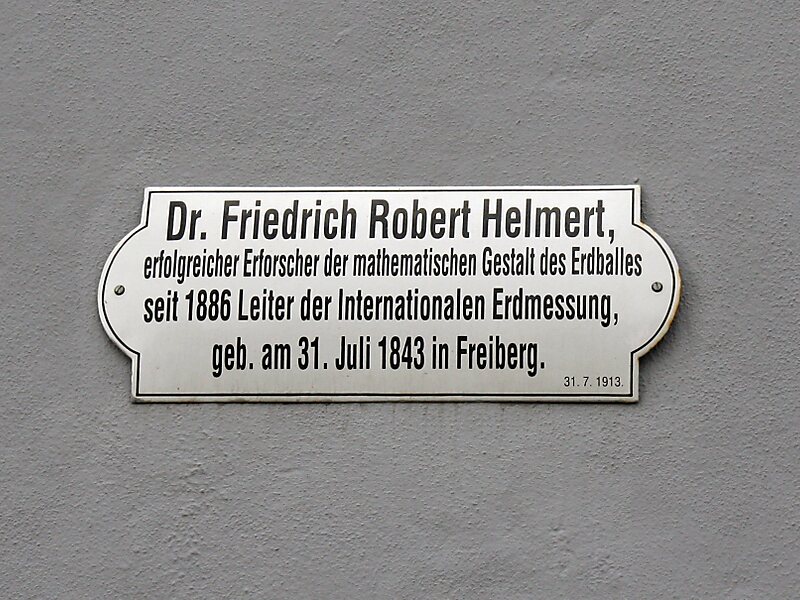 Dr. Friedrich Robert Helmert,
erfolgreicher Erforscher der mathematischen Gestalt des Erdballes
seit 1886 Leiter der Internationalen Erdmessung,
geb. am 31. Juli 1843 in Freiberg.
31. 7. 1913.